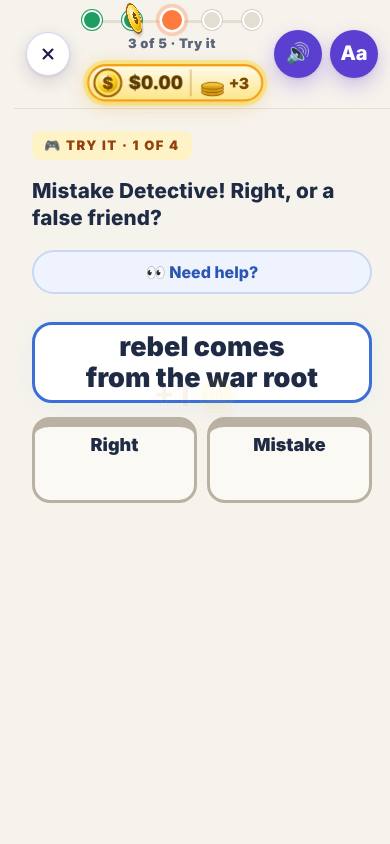 3 of 5 · Try it
$0.00
+3
Aa
TRY IT · 1 OF 4
Mistake Detective! Right, or a
false friend?
Need help?
rebel comes
from the war root
Right
Mistake